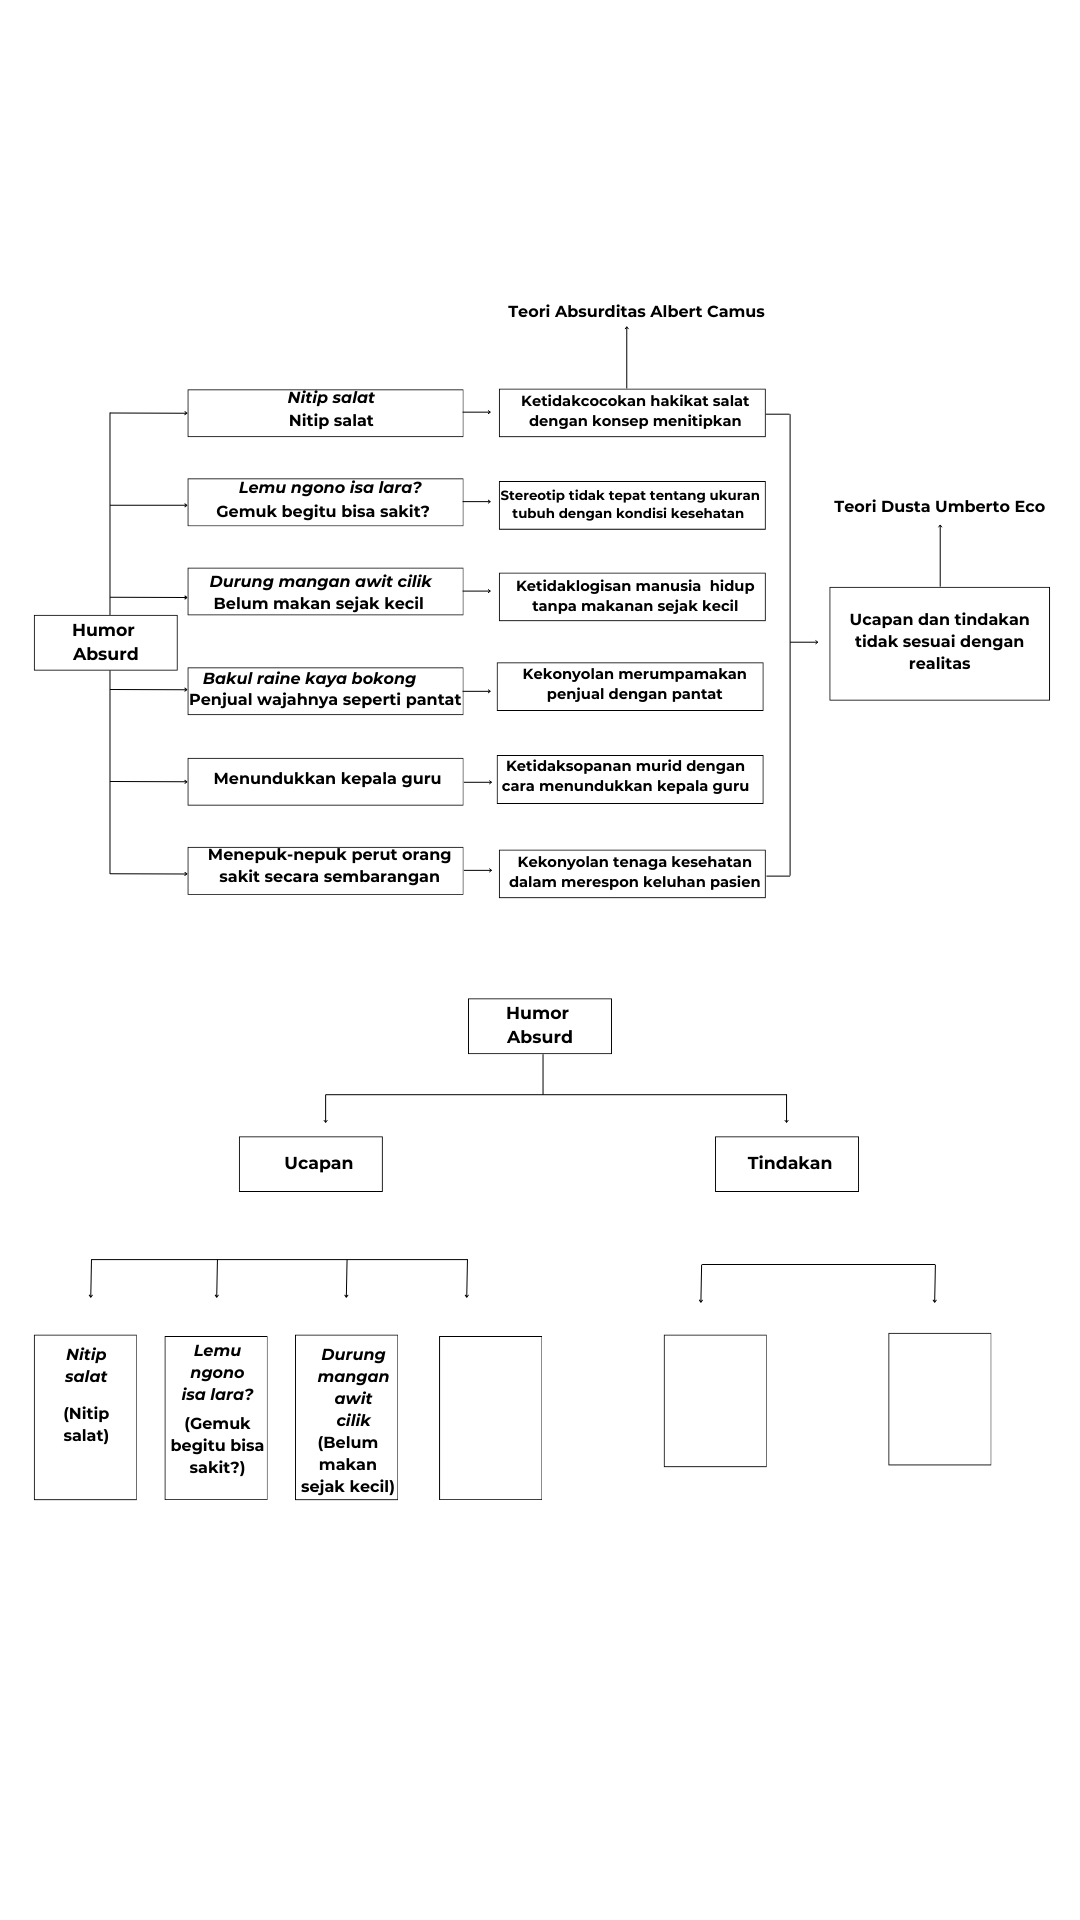 Teori Absurditas Albert Camus
Nitip salat
Nitip salat
Ketidakcocokan hakikat salat
dengan konsep menitipkan
Lemu ngono isa lara?
Gemuk begitu bisa sakit?
Stereotip tidak tepat tentang ukuran
tubuh dengan kondisi kesehatan
Teori Dusta Umberto Eco
Durung mangan awit cilik
Belum makan sejak kecil
Ketidaklogisan manusia hidup
tanpa makanan sejak kecil
Humor
Absurd
Ucapan dan tindakan
tidak sesuai dengan
realitas
Bakul raine kaya bokong
Penjual wajahnya seperti pantat
Kekonyolan merumpamakan
penjual dengan pantat
Menundukkan kepala guru
Ketidaksopanan murid dengan
cara menundukkan kepala guru
Menepuk-nepuk perut orang
sakit secara sembarangan
Kekonyolan tenaga kesehatan
dalam merespon keluhan pasien
Humor
Absurd
Ucapan
Tindakan
Nitip
salat
(Nitip
salat)
Lemu
ngono
isa lara?
(Gemuk
begitu bisa
sakit?)
Durung
mangan
awit
cilik
(Belum
makan
sejak kecil)